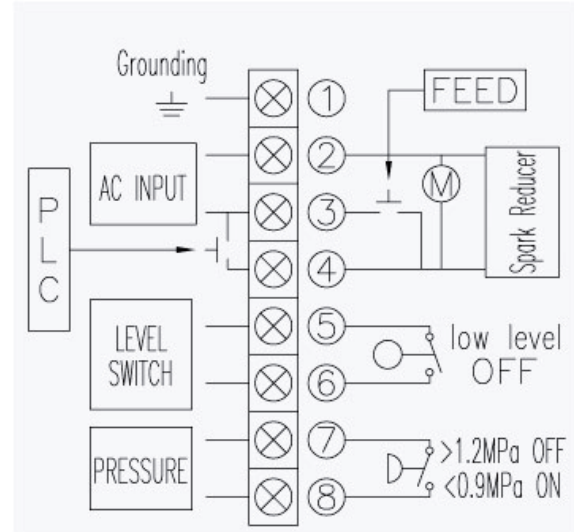 Grounding
①
FEED
②
AC INPUT
M
PLC
③
Spark Reducer
④
LEVEL
SWITCH
⑤
low level
OFF
⑥
PRESSURE
⑦
>1.2MPa OFF
<0.9MPa ON
⑧